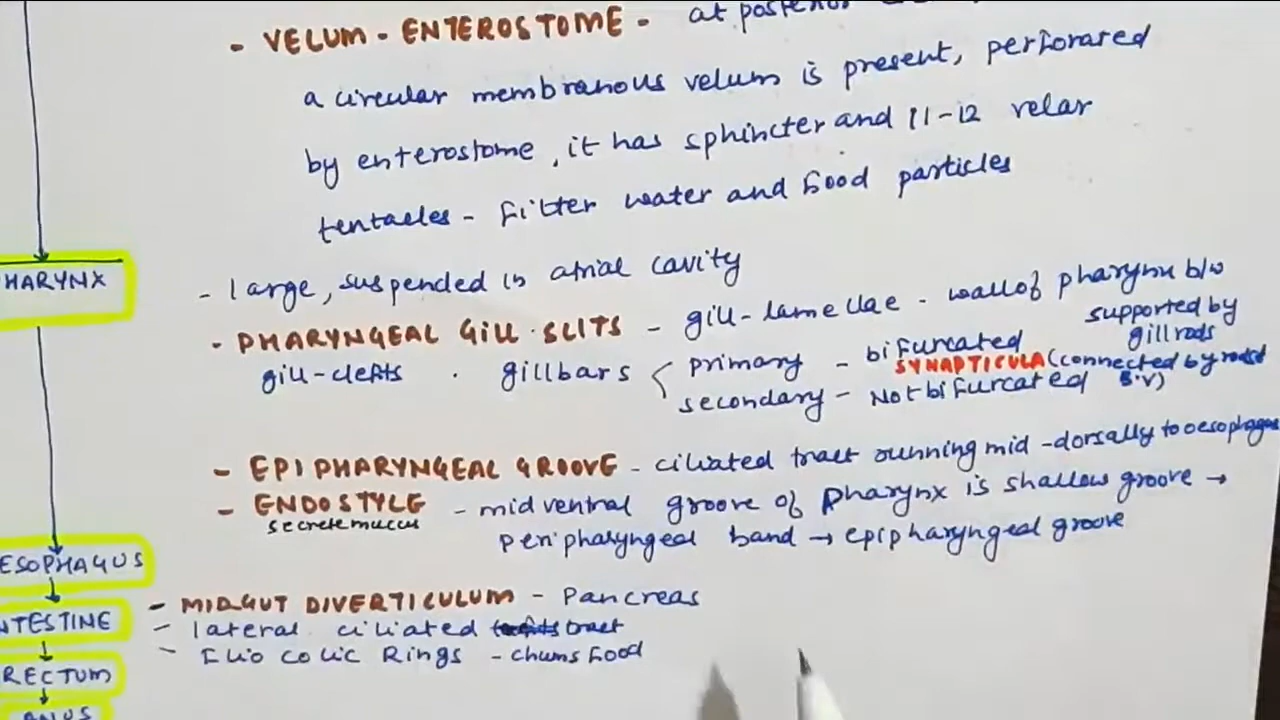 - VELUM - ENTEROSTOME - at posterior
a circular membranous velum is present, perforared
by enterostome, it has sphincter and 11-12 velar
tentacles - Filter water and food particles
HARYNX
- large, suspended in atrial cavity
- PHARYNGEAL GILL SLITS - gill-lamellae - wall of pharynx b/w
gill-clefts . gillbars primary - bifurcated supported by gill rods
SYNAPTICULA (connected by rods
secondary - Not bifurcated B.V)
- EPIPHARYNGEAL GROOVE - ciliated tract running mid-dorsally to oesophagus
- ENDOSTYLE - midventral groove of Pharynx is shallow groove →
secrete mucus
peripharyngeal band → epipharyngeal groove
ESOPHAGUS
- MIDGUT DIVERTICULUM - Pancreas
NTESTINE
- lateral ciliated tract
- Ilio colic Rings - churns food
RECTUM
ANUS